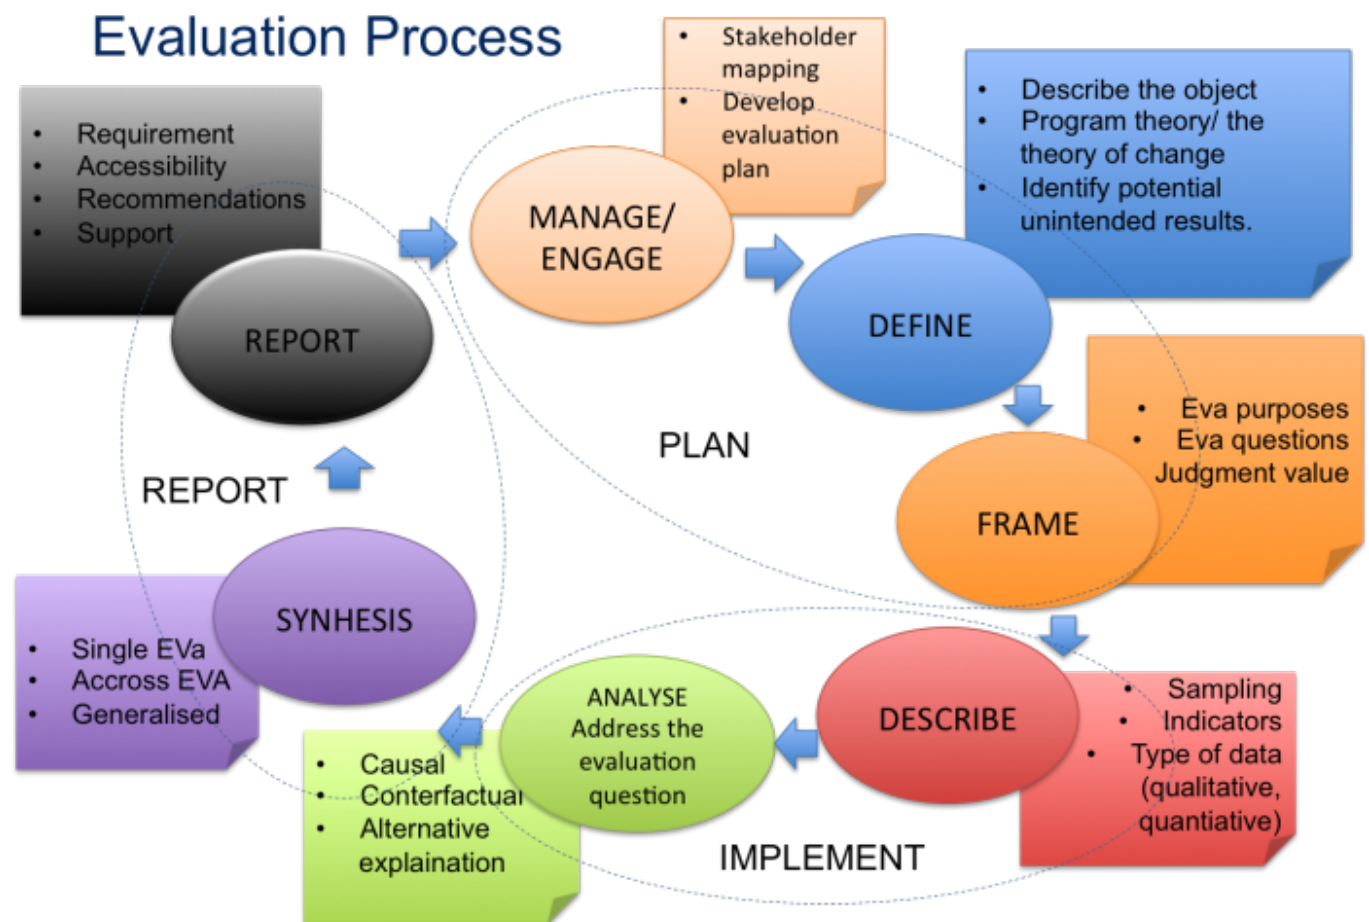 Evaluation Process
• Stakeholder
mapping
• Develop
evaluation
plan
• Describe the object
• Program theory/ the
theory of change
• Identify potential
unintended results.
• Requirement
• Accessibility
• Recommendations
• Support
MANAGE/
ENGAGE
DEFINE
REPORT
• Eva purposes
• Eva questions
Judgment value
PLAN
REPORT
FRAME
SYNHESIS
• Single EVa
• Accross EVA
• Generalised
ANALYSE
Address the
evaluation
question
DESCRIBE
• Sampling
• Indicators
• Type of data
(qualitative,
quantiative)
• Causal
• Conterfactual
• Alternative
explaination
IMPLEMENT